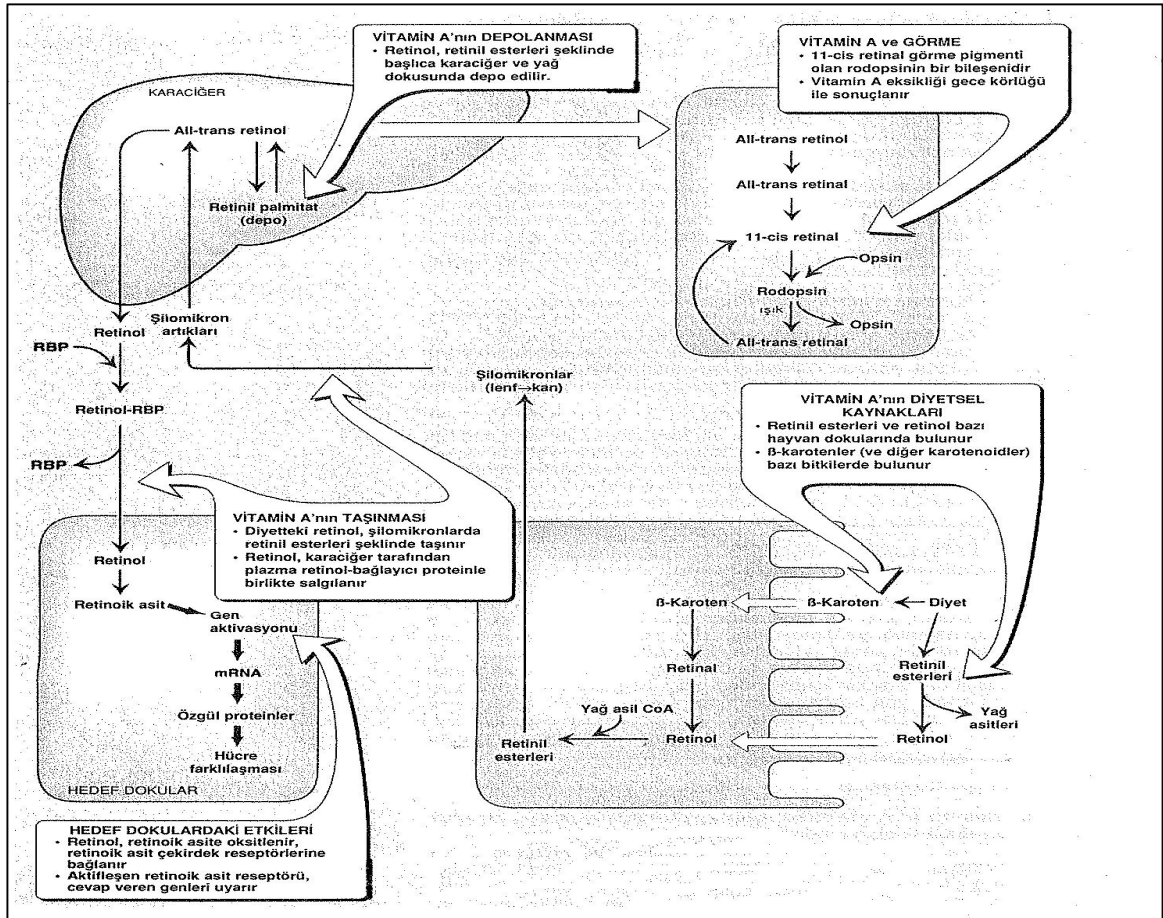 VİTAMİN A'nın DEPOLANMASI
• Retinol, retinil esterleri şeklinde
başlıca karaciğer ve yağ
dokusunda depo edilir.
VİTAMİN A ve GÖRME
• 11-cis retinal görme pigmenti
olan rodopsinin bir bileşenidir
• Vitamin A eksikliği gece körlüğü
ile sonuçlanır
KARACİĞER
All-trans retinol
Retinil palmitat
(depo)
All-trans retinol
All-trans retinal
11-cis retinal
Opsin
Rodopsin
ışık
Opsin
All-trans retinal
Retinol
Şilomikron
artıkları
RBP
Retinol-RBP
RBP
Şilomikronlar
(lenf→kan)
VİTAMİN A'nın DİYETSEL
KAYNAKLARI
• Retinil esterleri ve retinol bazı
hayvan dokularında bulunur
• ß-karotenler (ve diğer karotenoidler)
bazı bitkilerde bulunur
VİTAMİN A'nın TAŞINMASI
• Diyetteki retinol, şilomikronlarda
retinil esterleri şeklinde taşınır
• Retinol, karaciğer tarafından
plazma retinol-bağlayıcı proteinle
birlikte salgılanır
Retinol
Retinoik asit
Gen
aktivasyonu
mRNA
Özgül proteinler
Hücre
farklılaşması
HEDEF DOKULAR
ß-Karoten
Retinal
Retinol
Yağ asil CoA
Retinil
esterleri
ß-Karoten
Diyet
Retinil
esterleri
Yağ
asitleri
Retinol
HEDEF DOKULARDAKİ ETKİLERİ
• Retinol, retinoik asite oksitlenir,
retinoik asit çekirdek reseptörlerine
bağlanır
• Aktifleşen retinoik asit reseptörü,
cevap veren genleri uyarır